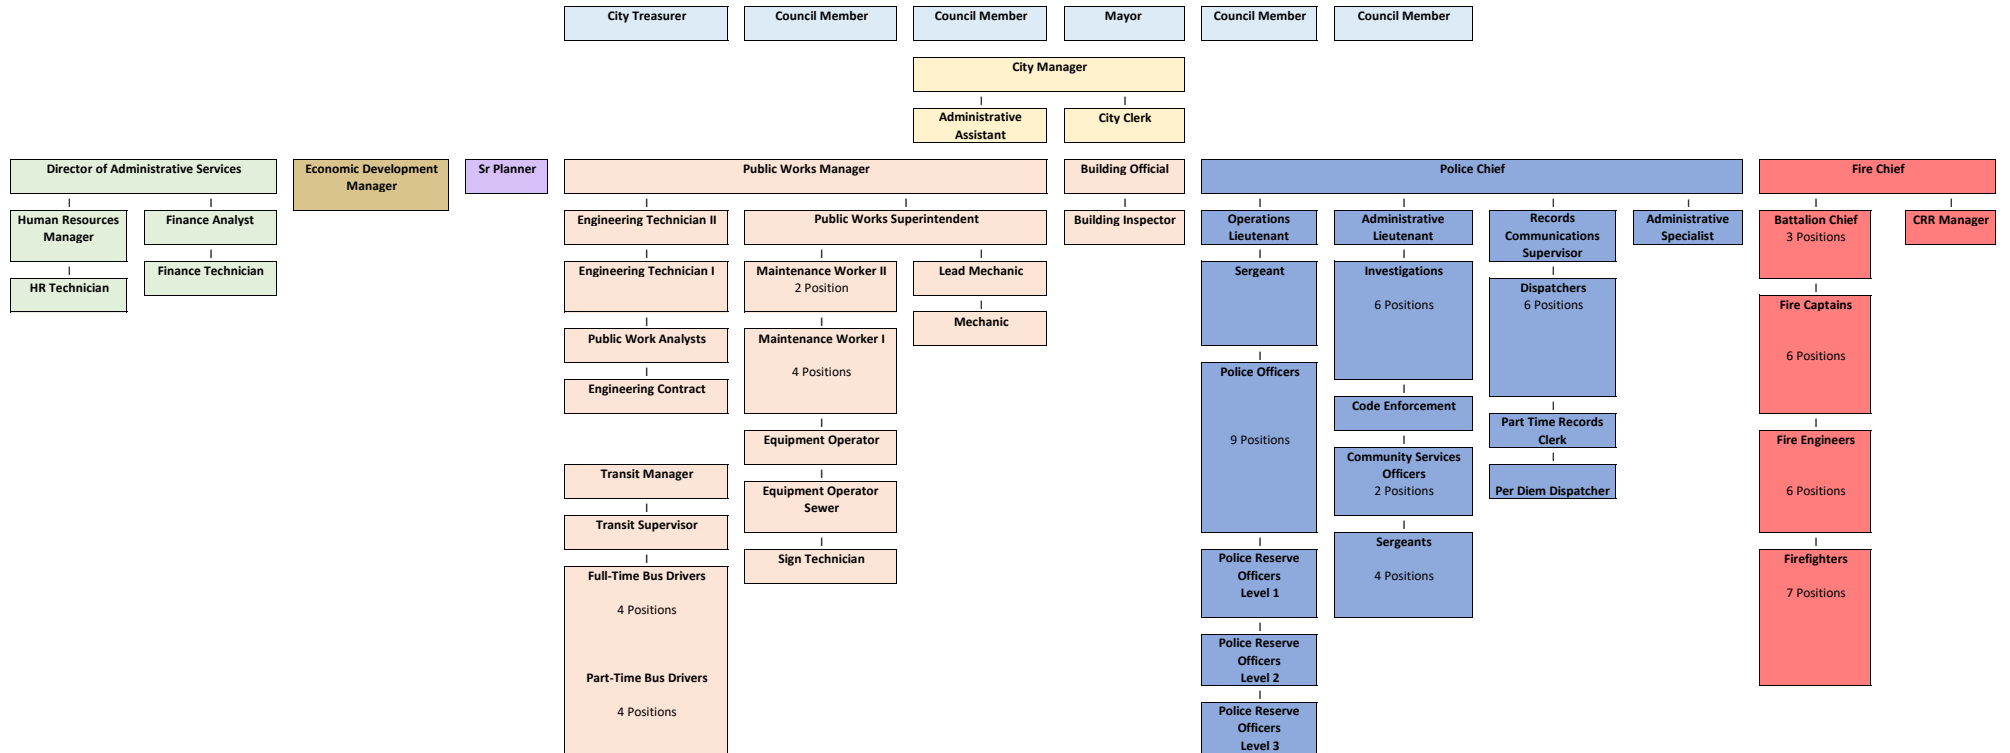 City Treasurer
Council Member
Council Member
Mayor
Council Member
Council Member
City Manager
Administrative
Assistant
City Clerk
Director of Administrative Services
Economic Development
Manager
Sr Planner
Public Works Manager
Building Official
Police Chief
Fire Chief
Human Resources
Manager
HR Technician
Finance Analyst
Finance Technician
Engineering Technician II
Engineering Technician I
Public Work Analysts
Engineering Contract
Transit Manager
Transit Supervisor
Full-Time Bus Drivers
4 Positions
Part-Time Bus Drivers
4 Positions
Public Works Superintendent
Maintenance Worker II
2 Position
Maintenance Worker I
4 Positions
Equipment Operator
Equipment Operator
Sewer
Sign Technician
Lead Mechanic
Mechanic
Building Inspector
Operations
Lieutenant
Sergeant
Police Officers
9 Positions
Police Reserve
Officers
Level 1
Police Reserve
Officers
Level 2
Police Reserve
Officers
Level 3
Administrative
Lieutenant
Investigations
6 Positions
Code Enforcement
Community Services
Officers
2 Positions
Sergeants
4 Positions
Records
Communications
Supervisor
Dispatchers
6 Positions
Part Time Records
Clerk
Per Diem Dispatcher
Administrative
Specialist
Battalion Chief
3 Positions
Fire Captains
6 Positions
Fire Engineers
6 Positions
Firefighters
7 Positions
CRR Manager